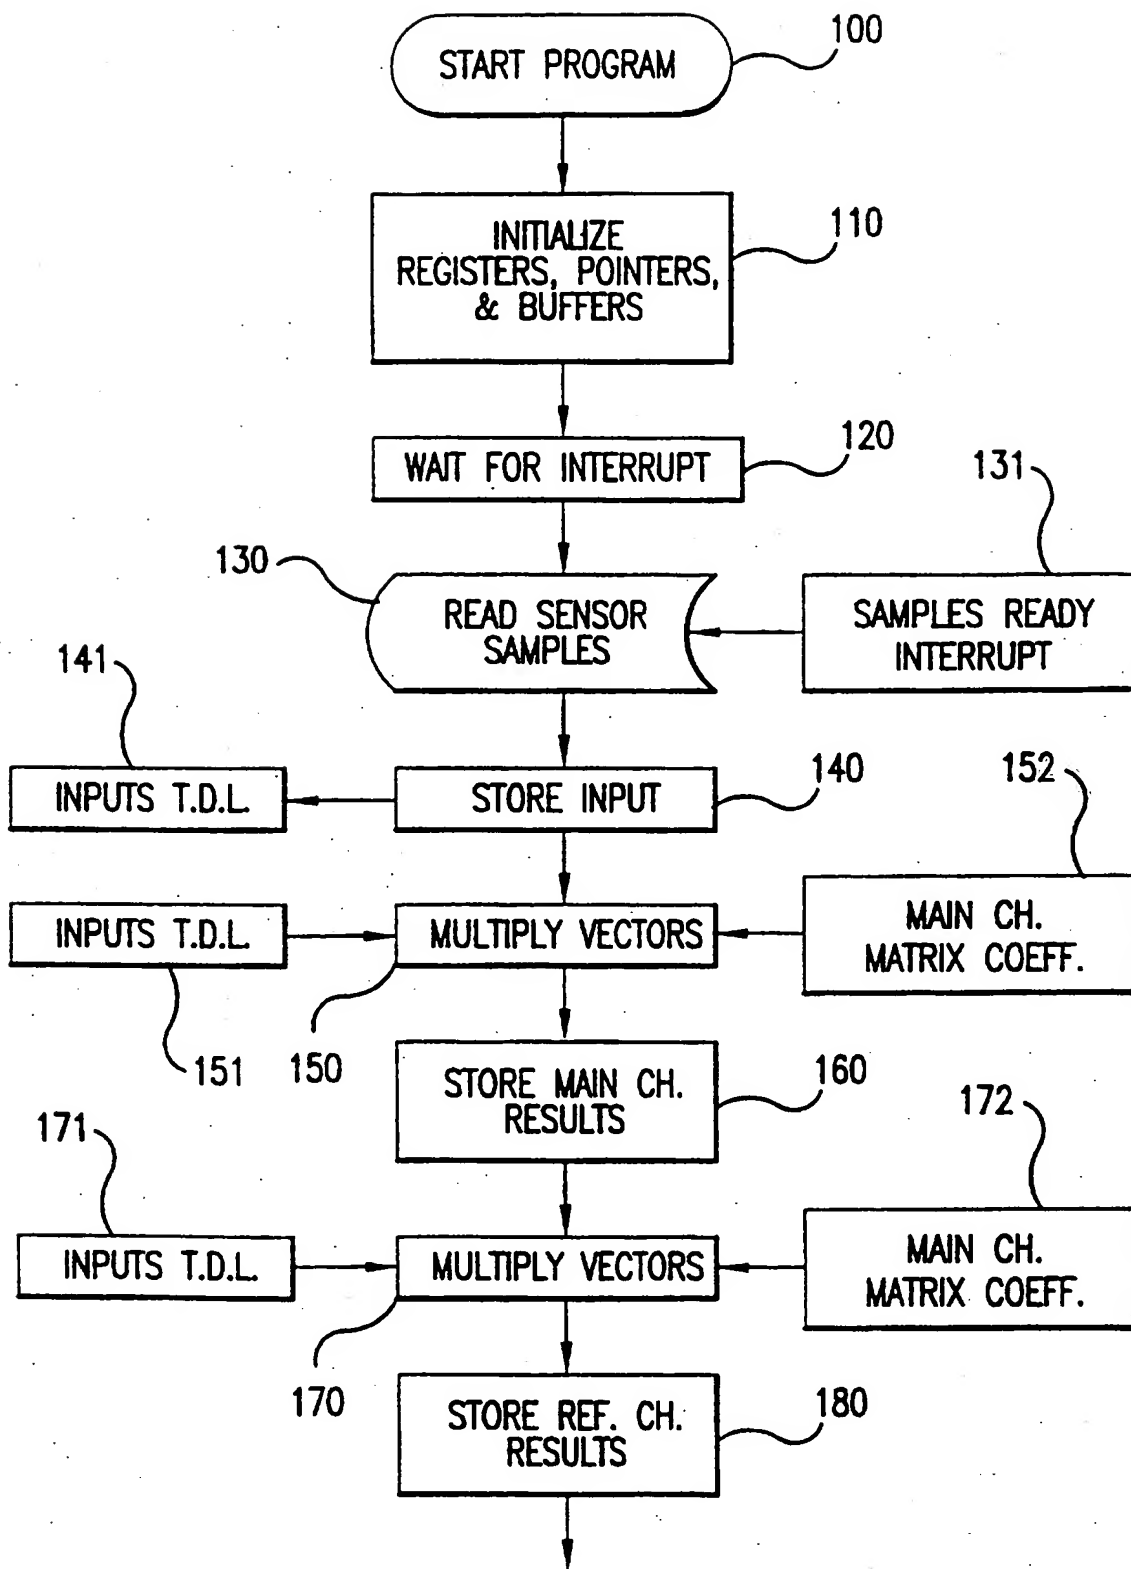 100
START PROGRAM
110
INITIALIZE
REGISTERS, POINTERS,
& BUFFERS
120
WAIT FOR INTERRUPT
131
130
READ SENSOR
SAMPLES
SAMPLES READY
INTERRUPT
141
INPUTS T.D.L.
STORE INPUT
140
152
INPUTS T.D.L.
MULTIPLY VECTORS
MAIN CH.
MATRIX COEFF.
151
150
STORE MAIN CH.
RESULTS
160
171
172
INPUTS T.D.L.
MULTIPLY VECTORS
MAIN CH.
MATRIX COEFF.
170
STORE REF. CH.
RESULTS
180